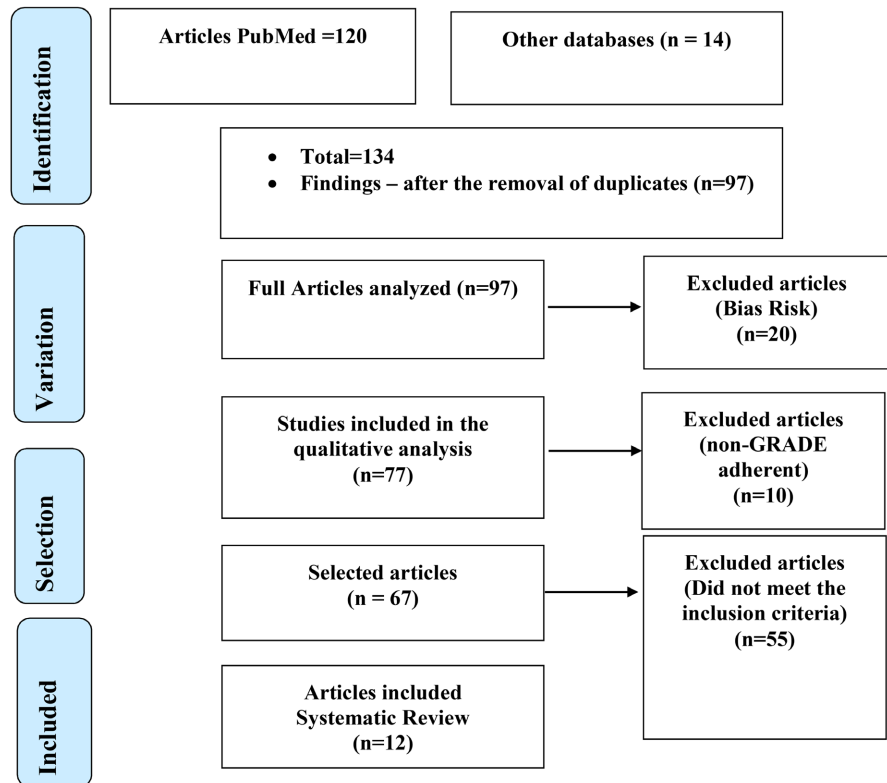 Identification
Articles PubMed =120
Other databases (n = 14)
• Total=134
• Findings – after the removal of duplicates (n=97)
Variation
Full Articles analyzed (n=97)
Excluded articles
(Bias Risk)
(n=20)
Studies included in the
qualitative analysis
(n=77)
Excluded articles
(non-GRADE
adherent)
(n=10)
Selection
Selected articles
(n = 67)
Excluded articles
(Did not meet the
inclusion criteria)
(n=55)
Included
Articles included
Systematic Review
(n=12)